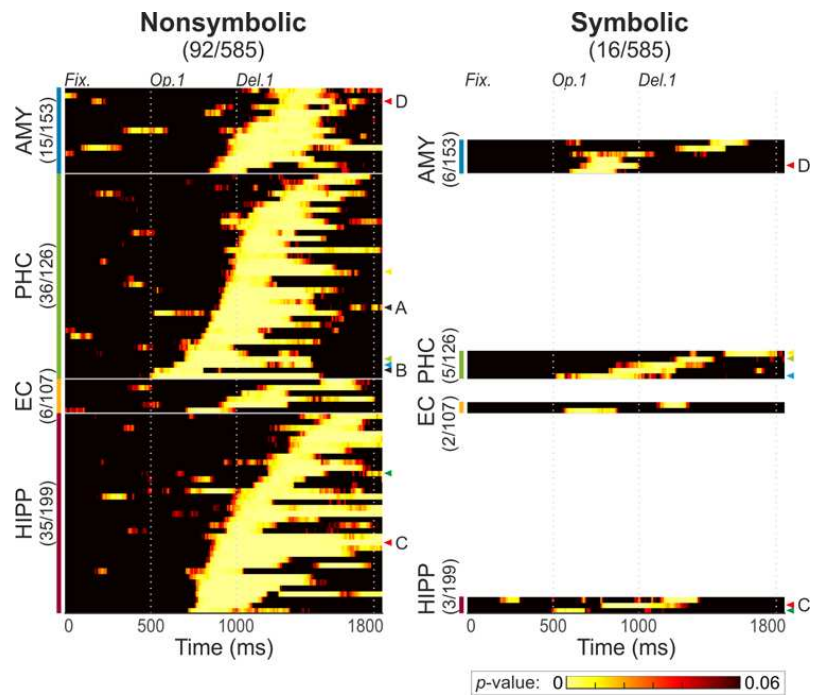 Nonsymbolic
(92/585)
Symbolic
(16/585)
Fix. Op.1 Del.1
Fix. Op.1 Del.1
AMY
(15/153)
D
PHC
(36/126)
A
B
EC
(6/107)
HIPP
(35/199)
C
0 500 1000 1800
Time (ms)
AMY
(6/153)
D
PHC
(5/126)
EC
(2/107)
HIPP
(3/199)
C
0 500 1000 1800
Time (ms)
p-value: 0 0.06